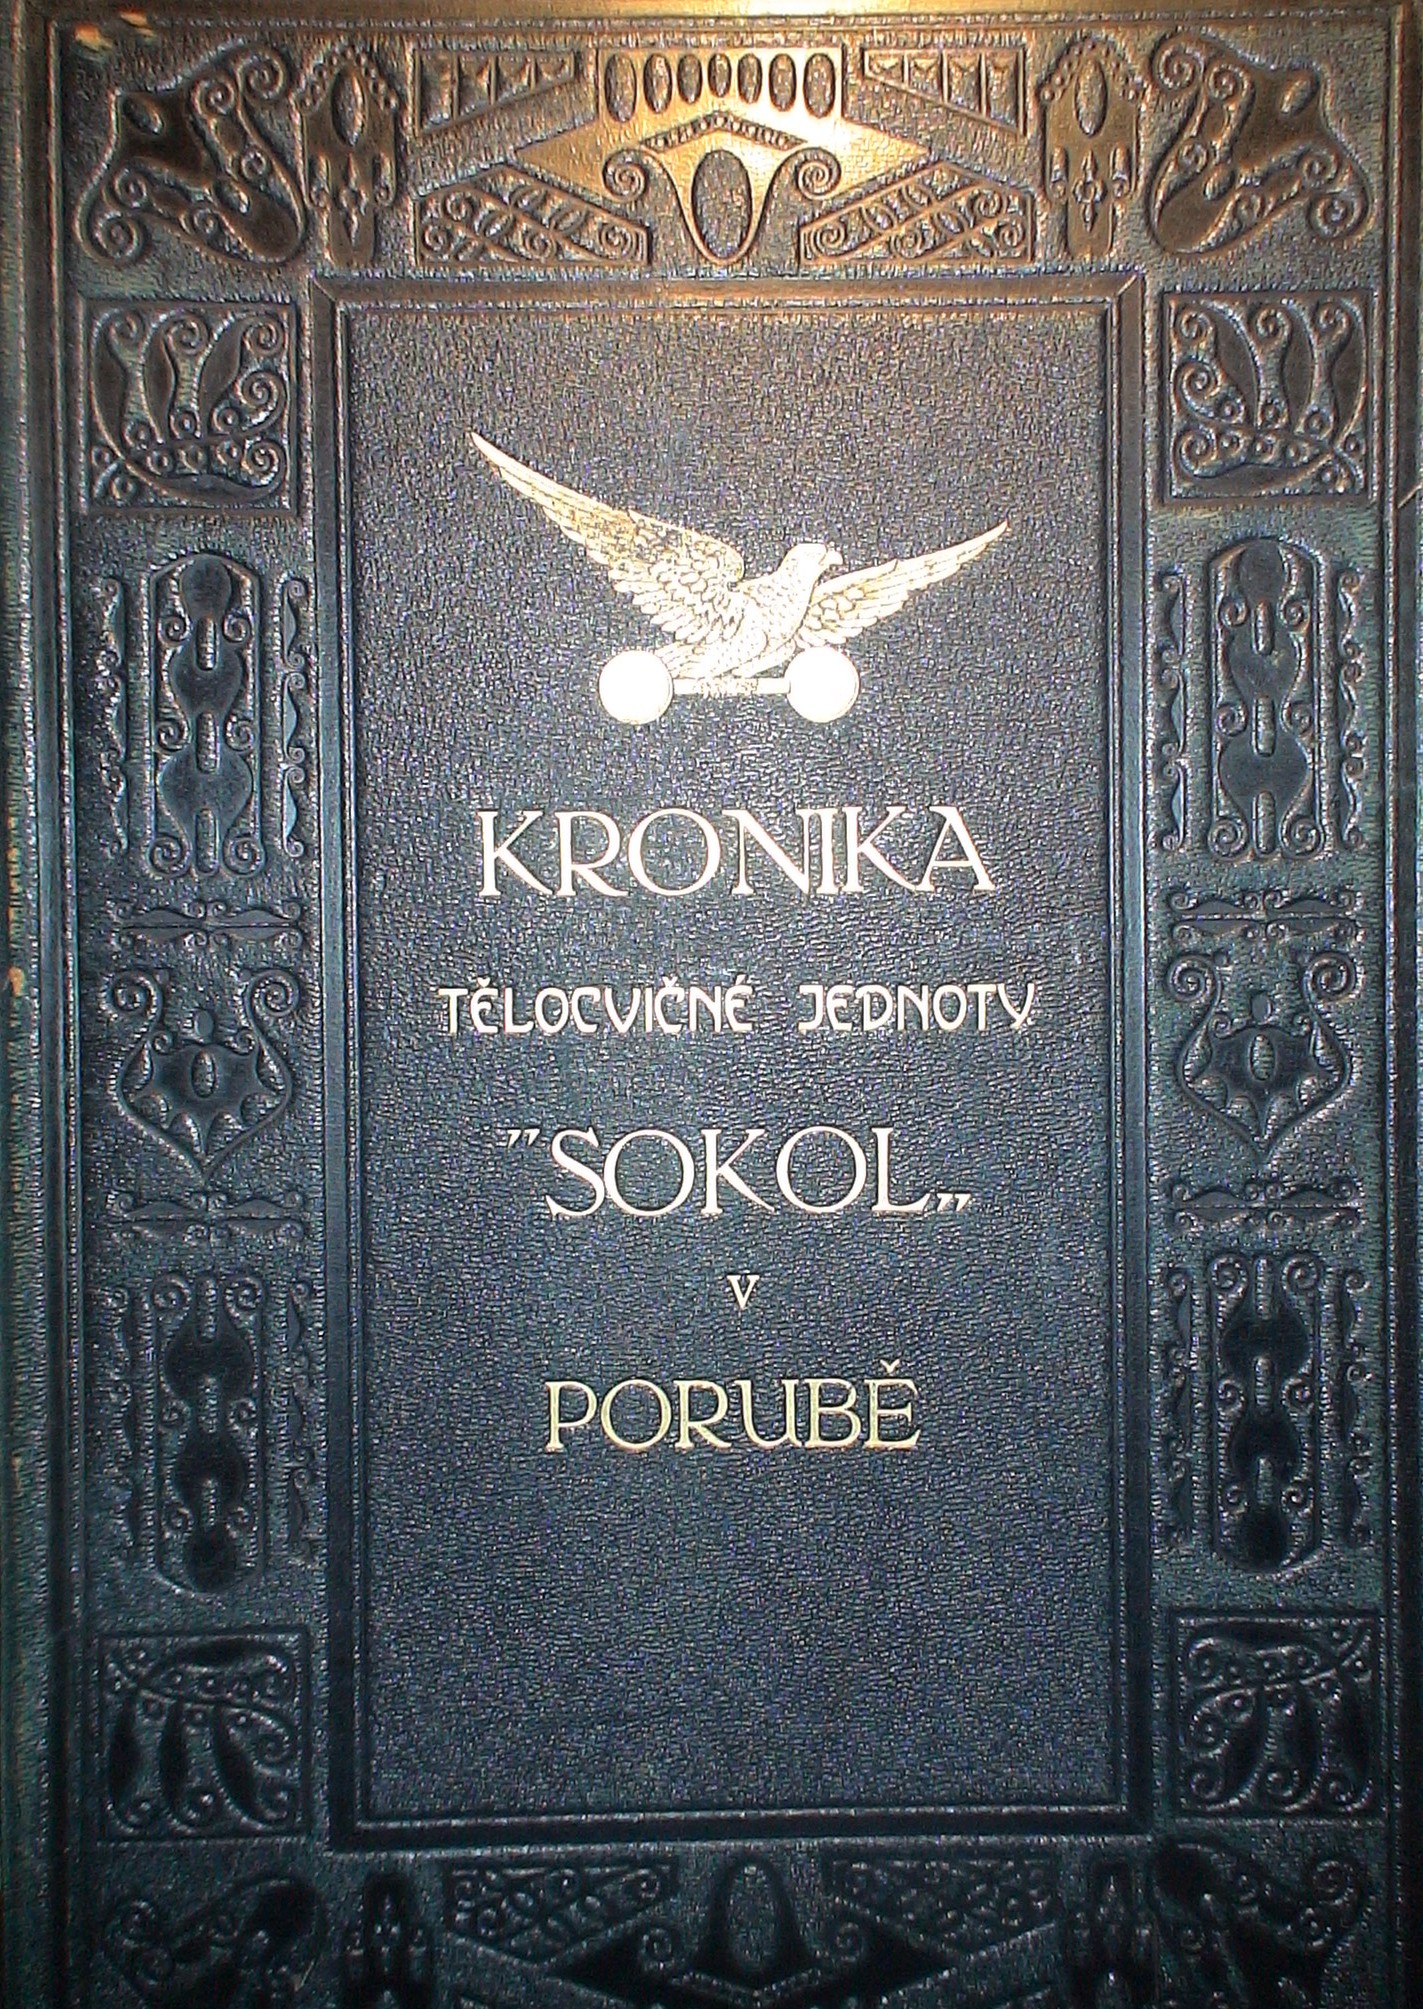 KRONIKA
TĚLOCVIČNÉ JEDNOTY
"SOKOL„
V
PORUBĚ